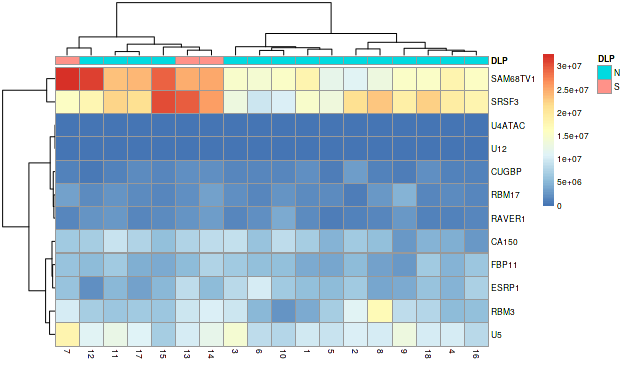 DLP
SAM68TV1
SRSF3
U4ATAC
U12
CUGBP
RBM17
RAVER1
CA150
FBP11
ESRP1
RBM3
U5
7 12 11 17 15 13 14 3 6 10 1 5 2 8 9 18 4 16
3e+07
2.5e+07
2e+07
1.5e+07
1e+07
5e+06
0
DLP
N
S